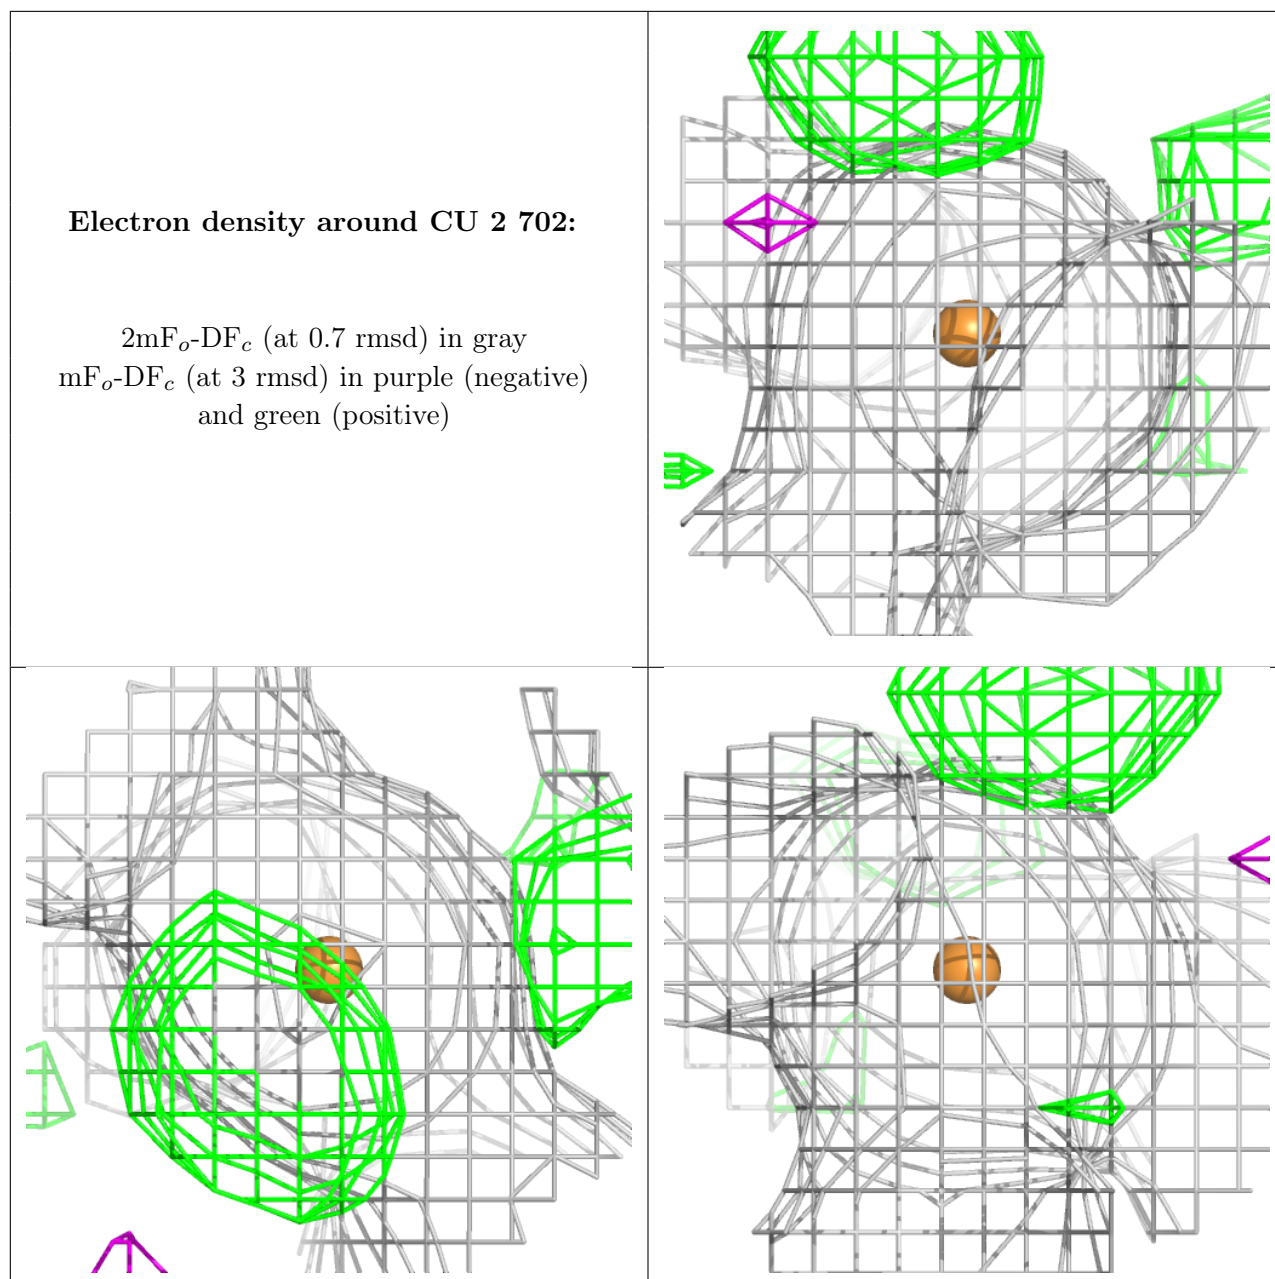 Electron density around CU 2 702:
2mFo-DFc (at 0.7 rmsd) in gray
mFo-DFc (at 3 rmsd) in purple (negative)
and green (positive)